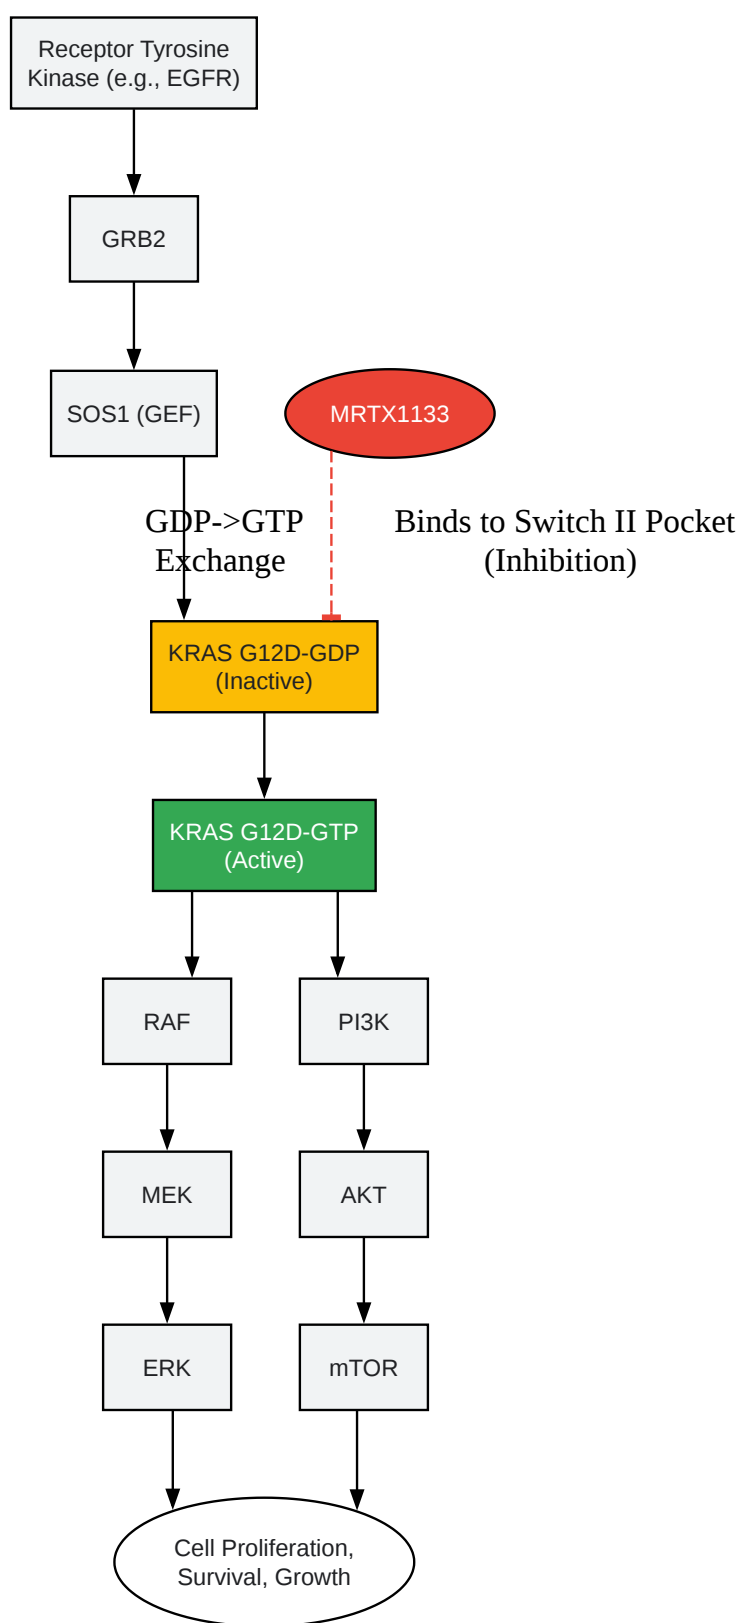 Receptor Tyrosine
Kinase (e.g., EGFR)
GRB2
SOS1 (GEF)
MRTX1133
GDP->GTP
Exchange
Binds to Switch II Pocket
(Inhibition)
KRAS G12D-GDP
(Inactive)
KRAS G12D-GTP
(Active)
RAF
PI3K
MEK
AKT
ERK
mTOR
Cell Proliferation,
Survival, Growth